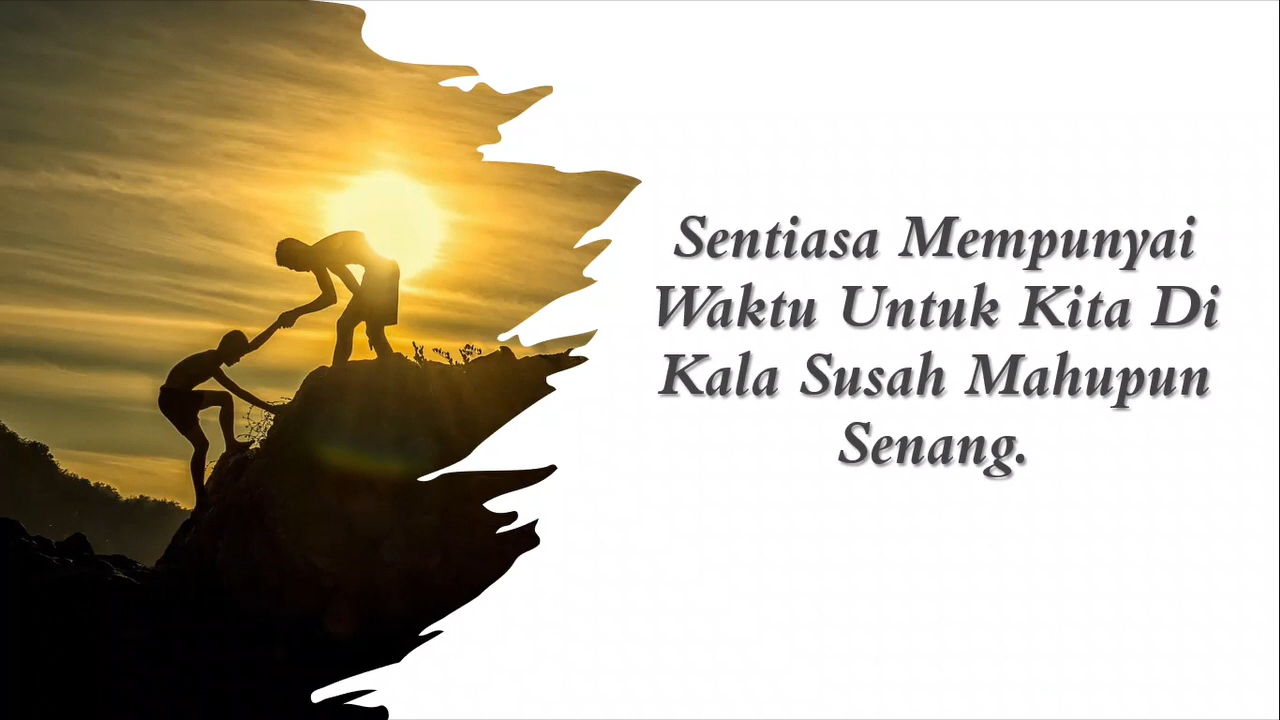 Sentiasa Mempunyai
Waktu Untuk Kita Di
Kala Susah Mahupun
Senang.